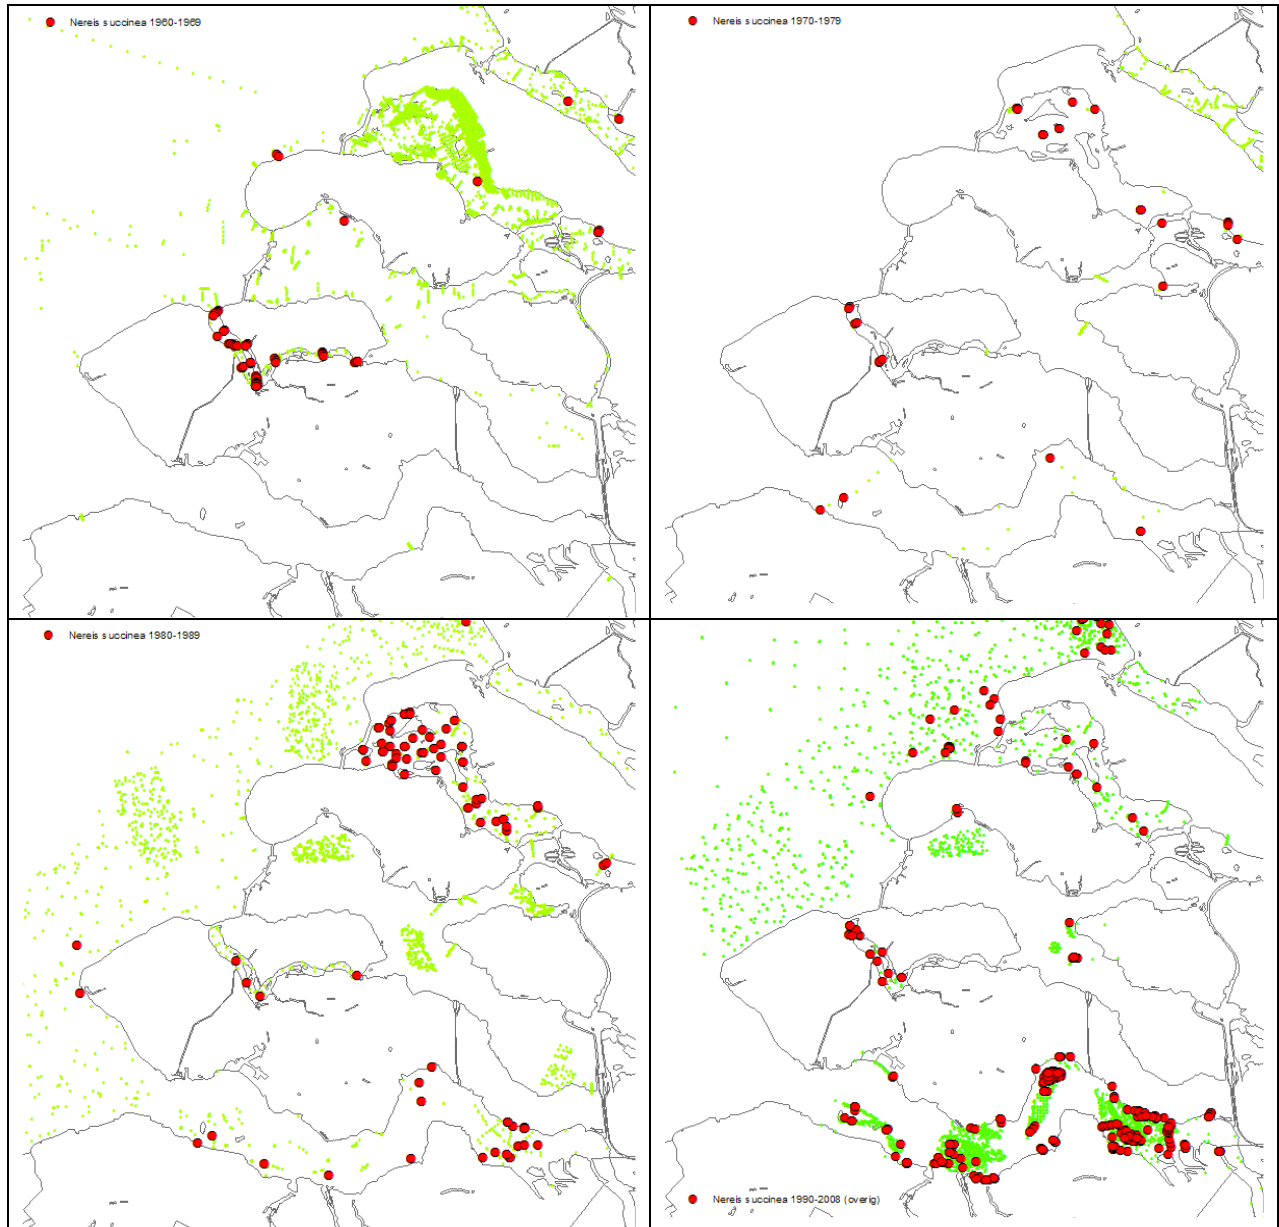 Nereis succinea 1960-1969
Nereis succinea 1970-1979
Nereis succinea 1980-1989
Nereis succinea 1990-2008 (overig)